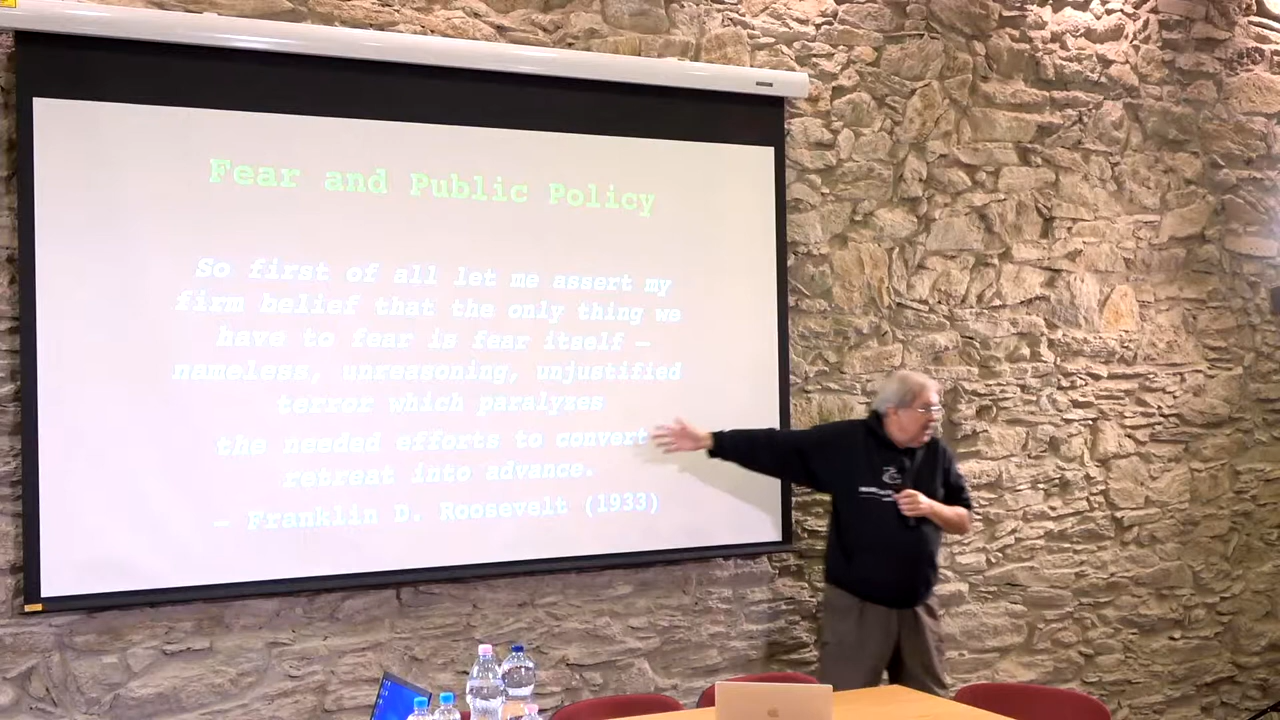 Fear and Public Policy
So first of all let me assert my
firm belief that the only thing we
have to fear is fear itself —
nameless, unreasoning, unjustified
terror which paralyzes
the needed efforts to convert
retreat into advance.
— Franklin D. Roosevelt (1933)